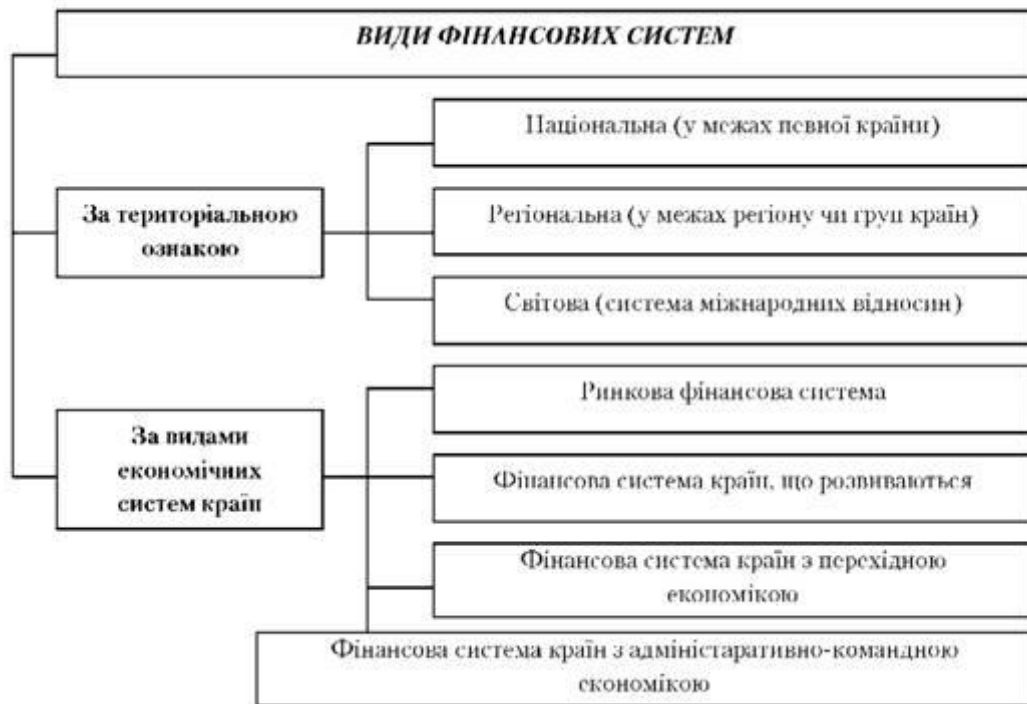 ВИДИ ФІНАНСОВИХ СИСТЕМ
Національна (у межах певної країни)
За територіальною
ознакою
Регіональна (у межах регіону чи груп країн)
Світова (система міжнародних відносин)
Ринкова фінансова система
За видами
економічних
систем країн
Фінансова система країн, що розвиваються
Фінансова система країн з перехідною
економікою
Фінансова система країн з адміністаративно-командною
економікою